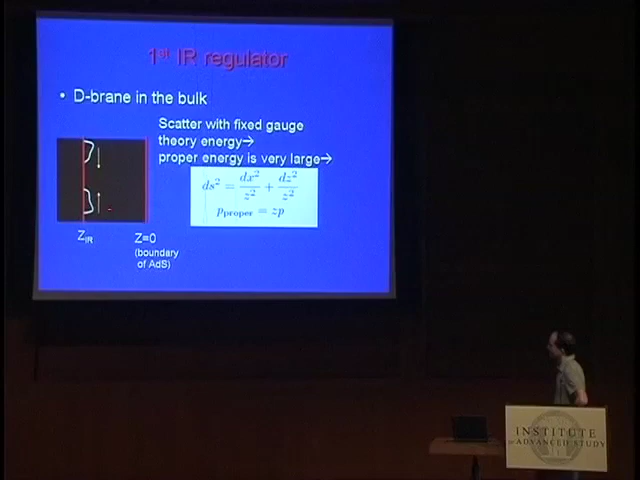 1st IR regulator
• D-brane in the bulk
Scatter with fixed gauge
theory energy→
proper energy is very large→
ds² = dx²/z² + dz²/z²
p_proper = zp
Z_IR
Z=0
(boundary
of AdS)
INSTITUTE
for ADVANCED STUDY